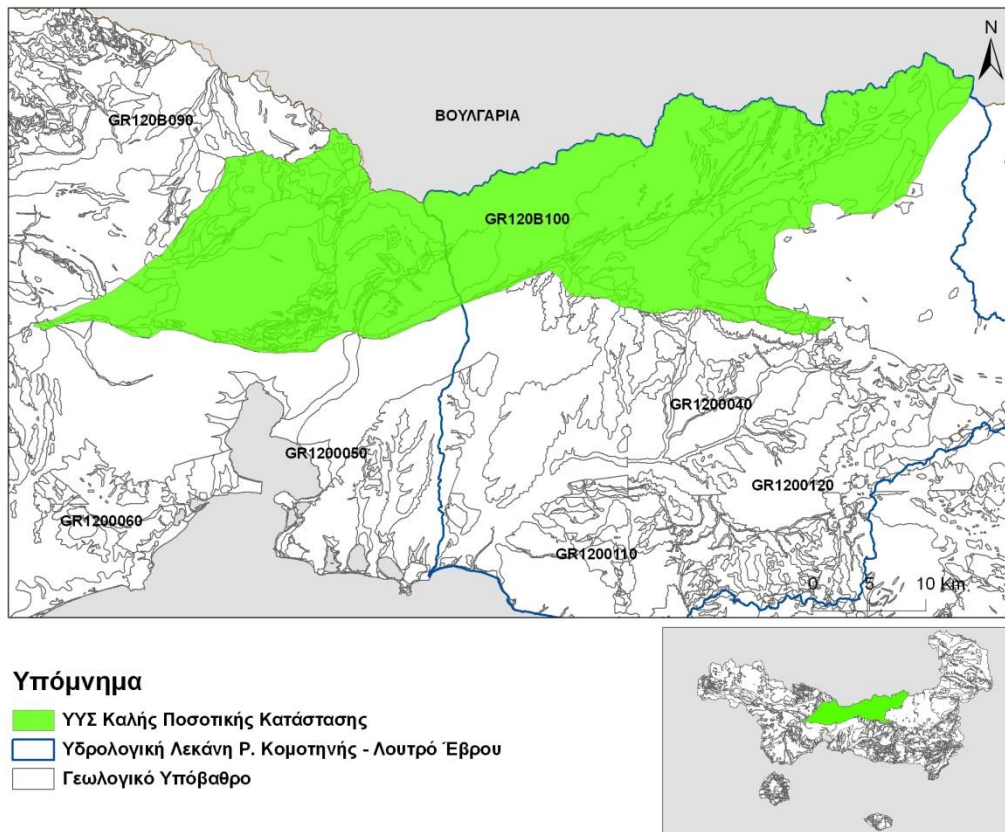 N
GR120B090
ΒΟΥΛΓΑΡΙΑ
GR120B100
GR1200040
GR1200050
GR1200120
GR1200060
GR1200110
0 5 10 Km
Υπόμνημα
ΥΥΣ Καλής Ποσοτικής Κατάστασης
Υδρολογική Λεκάνη Ρ. Κομοτηνής - Λουτρό Έβρου
Γεωλογικό Υπόβαθρο